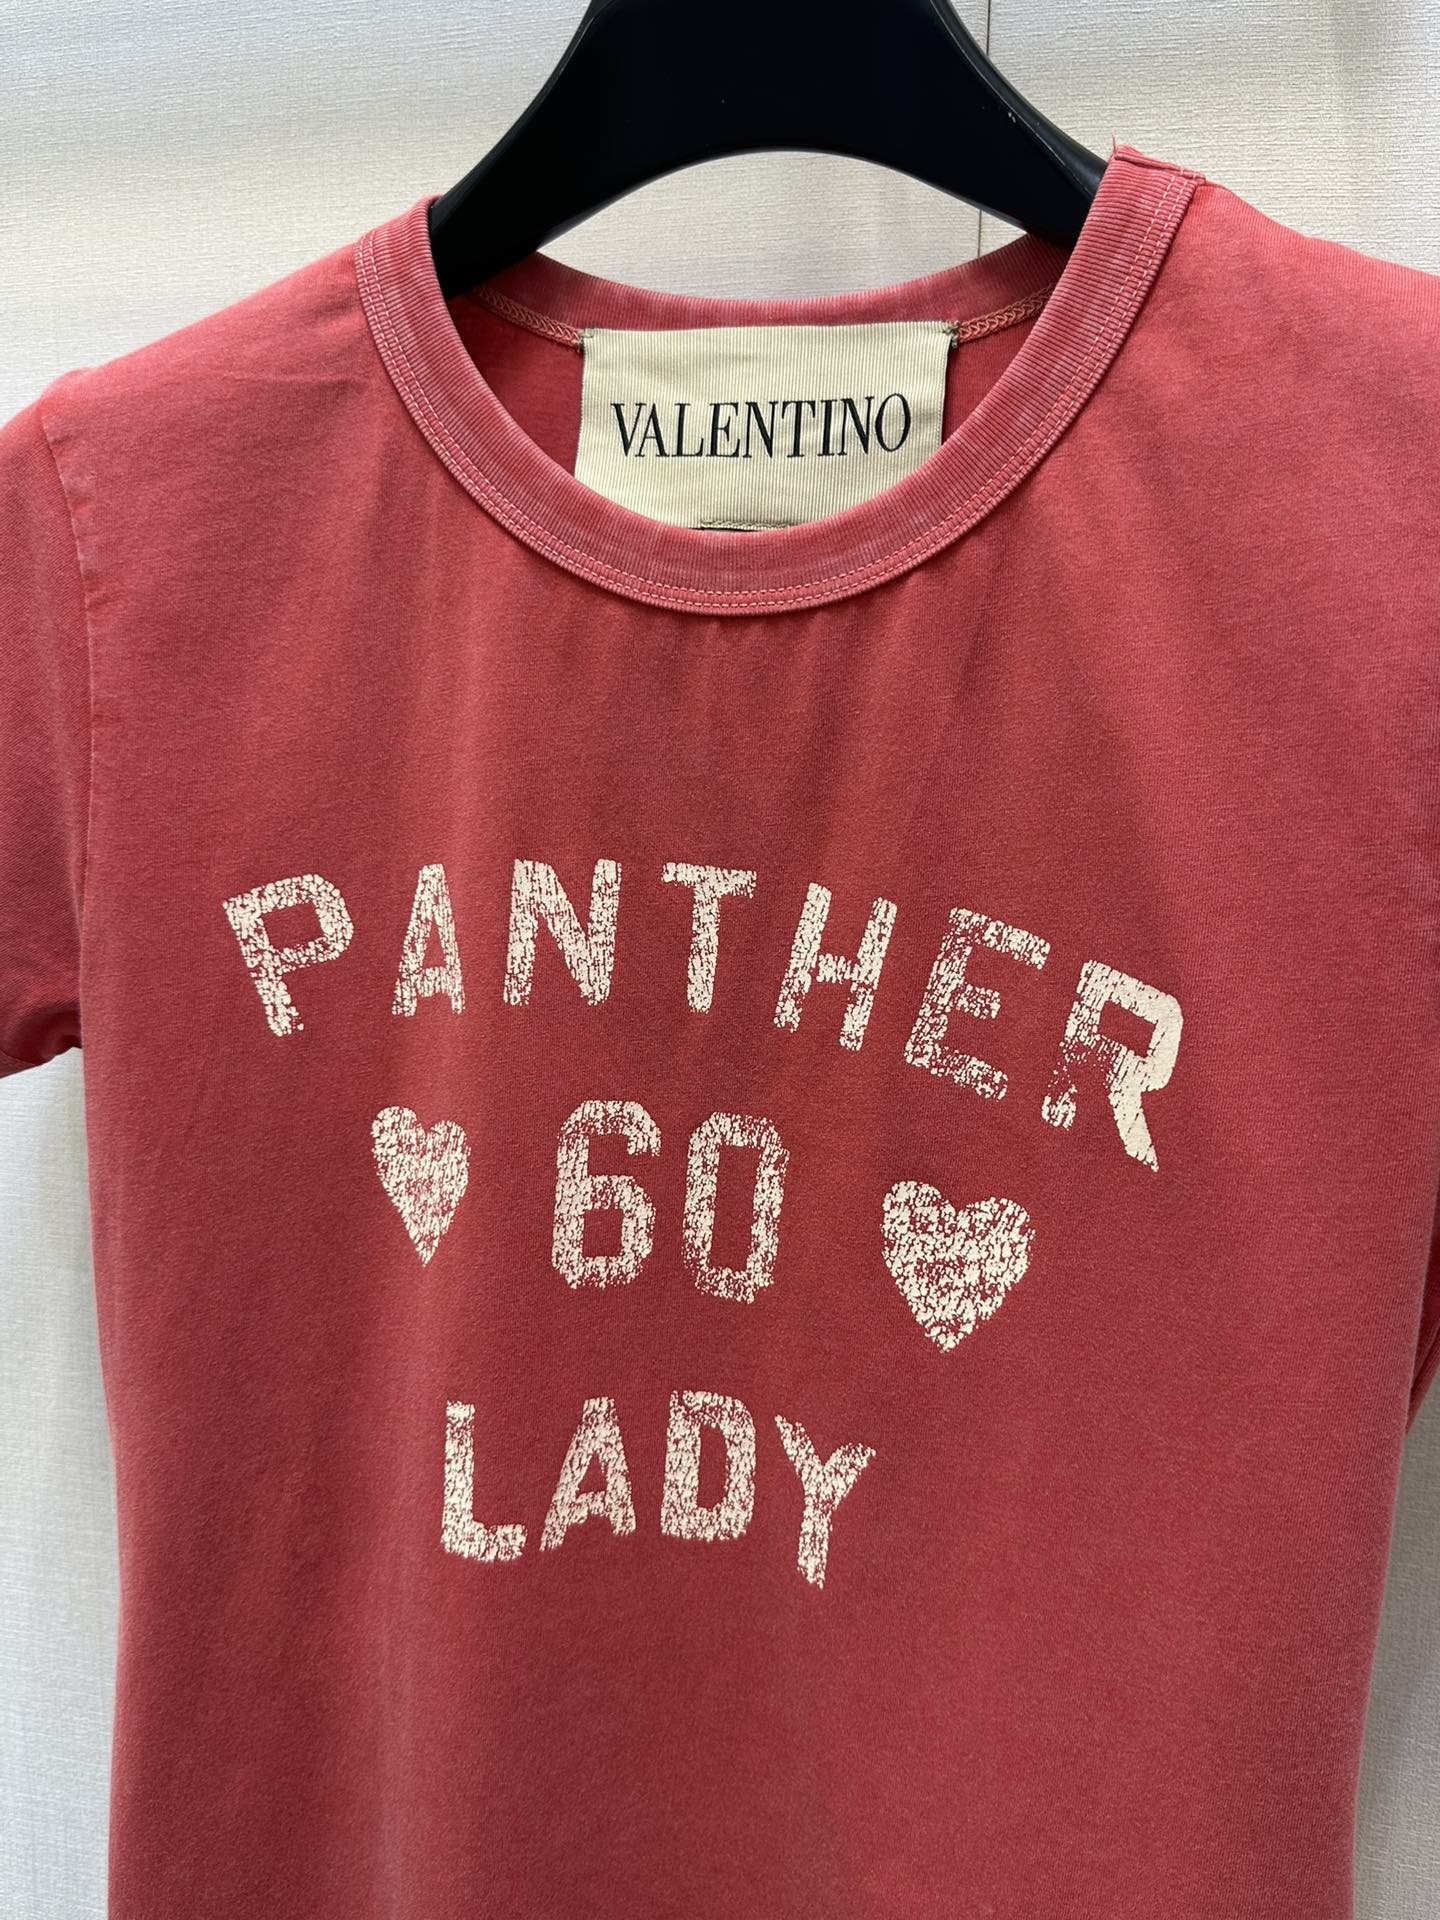 VALENTINO
PANTHER
60
LADY